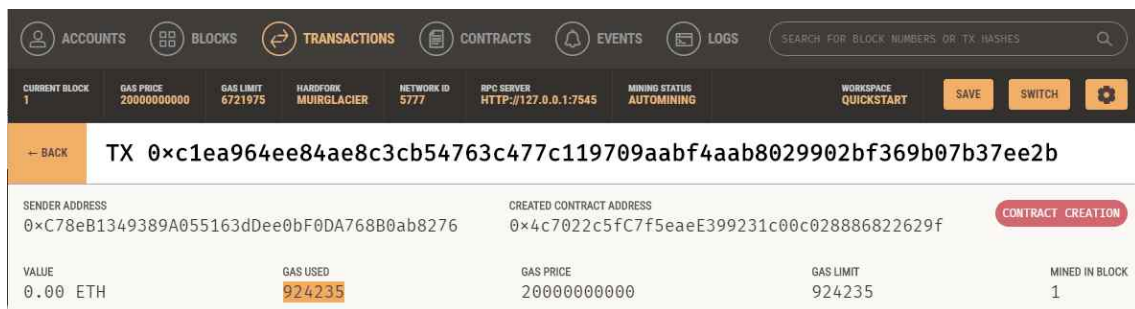 ACCOUNTS BLOCKS TRANSACTIONS CONTRACTS EVENTS LOGS SEARCH FOR BLOCK NUMBERS OR TX HASHES
CURRENT BLOCK GAS PRICE GAS LIMIT HARDFORK NETWORK ID RPC SERVER MINING STATUS WORKSPACE
1 20000000000 6721975 MUIRGLACIER 5777 HTTP://127.0.0.1:7545 AUTOMINING QUICKSTART SAVE SWITCH
← BACK TX 0×c1ea964ee84ae8c3cb54763c477c119709aabf4aab8029902bf369b07b37ee2b
SENDER ADDRESS CREATED CONTRACT ADDRESS
0×C78eB1349389A055163dDee0bF0DA768B0ab8276 0×4c7022c5fC7f5eaeE399231c00c028886822629f CONTRACT CREATION
VALUE GAS USED GAS PRICE GAS LIMIT MINED IN BLOCK
0.00 ETH 924235 20000000000 924235 1